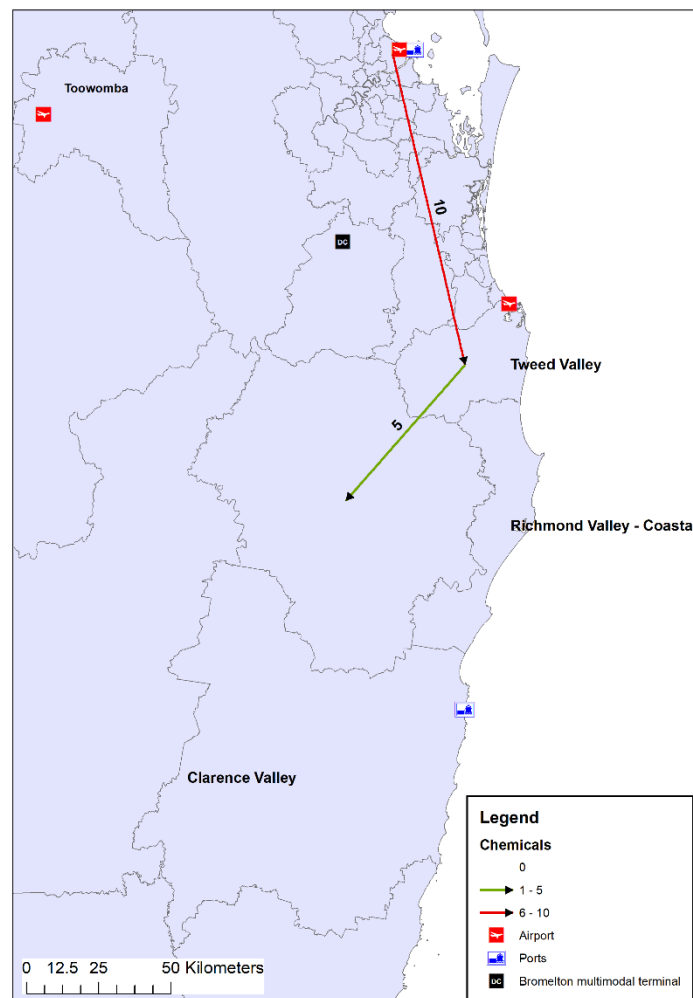 Toowomba
10
Tweed Valley
5
Richmond Valley - Coasta
Clarence Valley
Legend
Chemicals
0
1 - 5
6 - 10
Airport
Ports
DC Bromelton multimodal terminal
DC
0 12.5 25 50 Kilometers